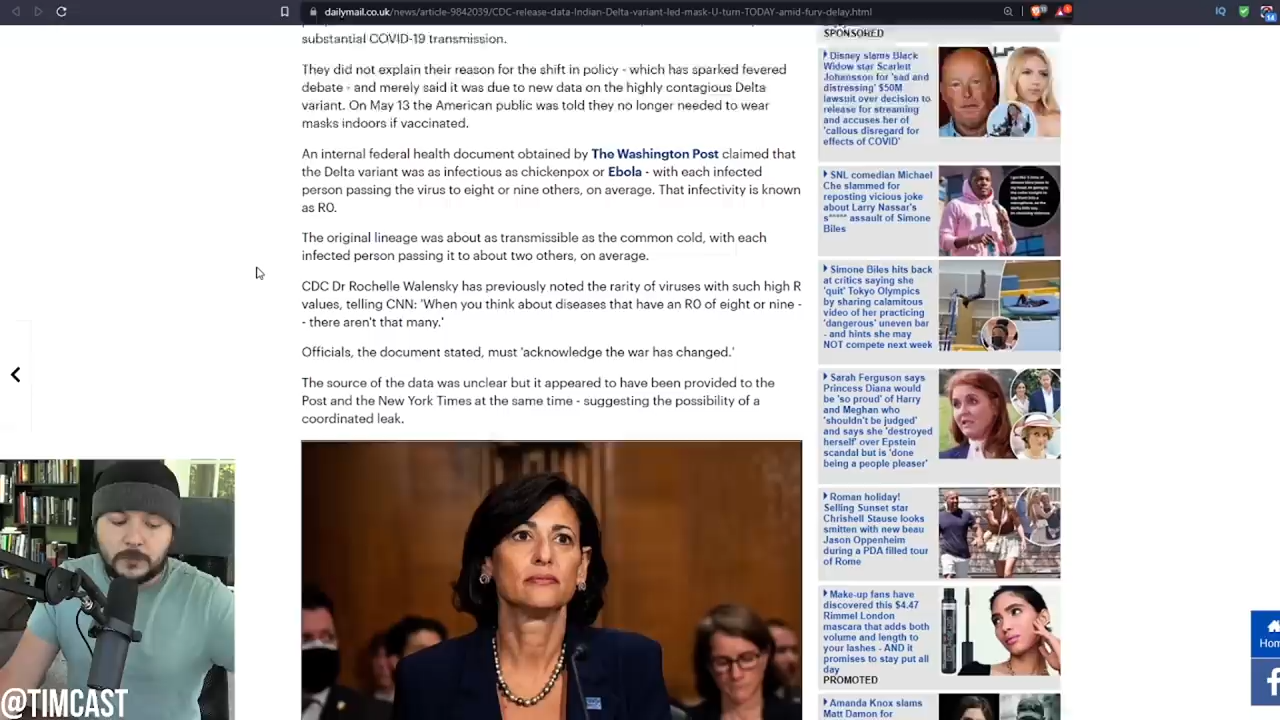 dailymail.co.uk/news/article-9842039/CDC-release-data-Indian-Delta-variant-led-mask-U-turn-TODAY-amid-fury-delay.html
IQ
14
substantial COVID-19 transmission.
They did not explain their reason for the shift in policy - which has sparked fevered
debate - and merely said it was due to new data on the highly contagious Delta
variant. On May 13 the American public was told they no longer needed to wear
masks indoors if vaccinated.
An internal federal health document obtained by The Washington Post claimed that
the Delta variant was as infectious as chickenpox or Ebola - with each infected
person passing the virus to eight or nine others, on average. That infectivity is known
as R0.
The original lineage was about as transmissible as the common cold, with each
infected person passing it to about two others, on average.
CDC Dr Rochelle Walensky has previously noted the rarity of viruses with such high R
values, telling CNN: 'When you think about diseases that have an R0 of eight or nine -
- there aren't that many.'
Officials, the document stated, must 'acknowledge the war has changed.'
The source of the data was unclear but it appeared to have been provided to the
Post and the New York Times at the same time - suggesting the possibility of a
coordinated leak.
SPONSORED
Disney slams Black
Widow star Scarlett
Johansson for 'sad and
distressing' $50M
lawsuit over decision to
release for streaming
and accuses her of
'callous disregard for
effects of COVID'
SNL comedian Michael
Che slammed for
reposting vicious joke
about Larry Nassar's
s**** assault of Simone
Biles
Simone Biles hits back
at critics saying she
'quit' Tokyo Olympics
by sharing calamitous
video of her practicing
'dangerous' uneven bar
- and hints she may
NOT compete next week
Sarah Ferguson says
Princess Diana would
be 'so proud' of Harry
and Meghan who
'shouldn't be judged'
and says she 'destroyed
herself' over Epstein
scandal but is 'done
being a people pleaser'
Roman holiday!
Selling Sunset star
Chrishell Stause looks
smitten with new beau
Jason Oppenheim
during a PDA filled tour
of Rome
Make-up fans have
discovered this $4.47
Rimmel London
mascara that adds both
volume and length to
your lashes - AND it
promises to stay put all
day
PROMOTED
Amanda Knox slams
Matt Damon for
Hom
@TIMCAST